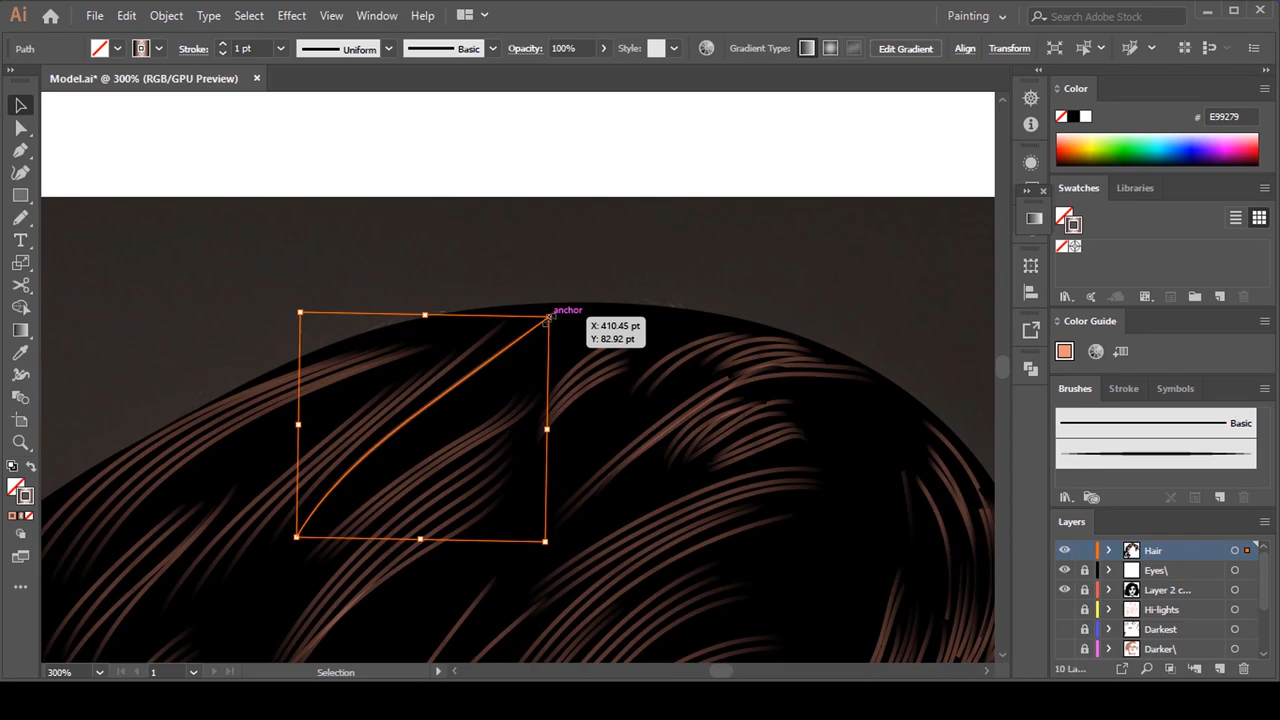 Ai File Edit Object Type Select Effect View Window Help Painting Search Adobe Stock
Path Stroke: 1 pt Uniform Basic Opacity: 100% Style: Gradient Type: Edit Gradient Align Transform
Model.ai* @ 300% (RGB/GPU Preview)
Color
# E99279
Swatches Libraries
anchor
X: 410.45 pt
Y: 82.92 pt
Color Guide
Brushes Stroke Symbols
Basic
Layers
Hair
Eyes\
Layer 2 c...
Hi-lights
Darkest
Darker\
10 La...
300% 1 Selection